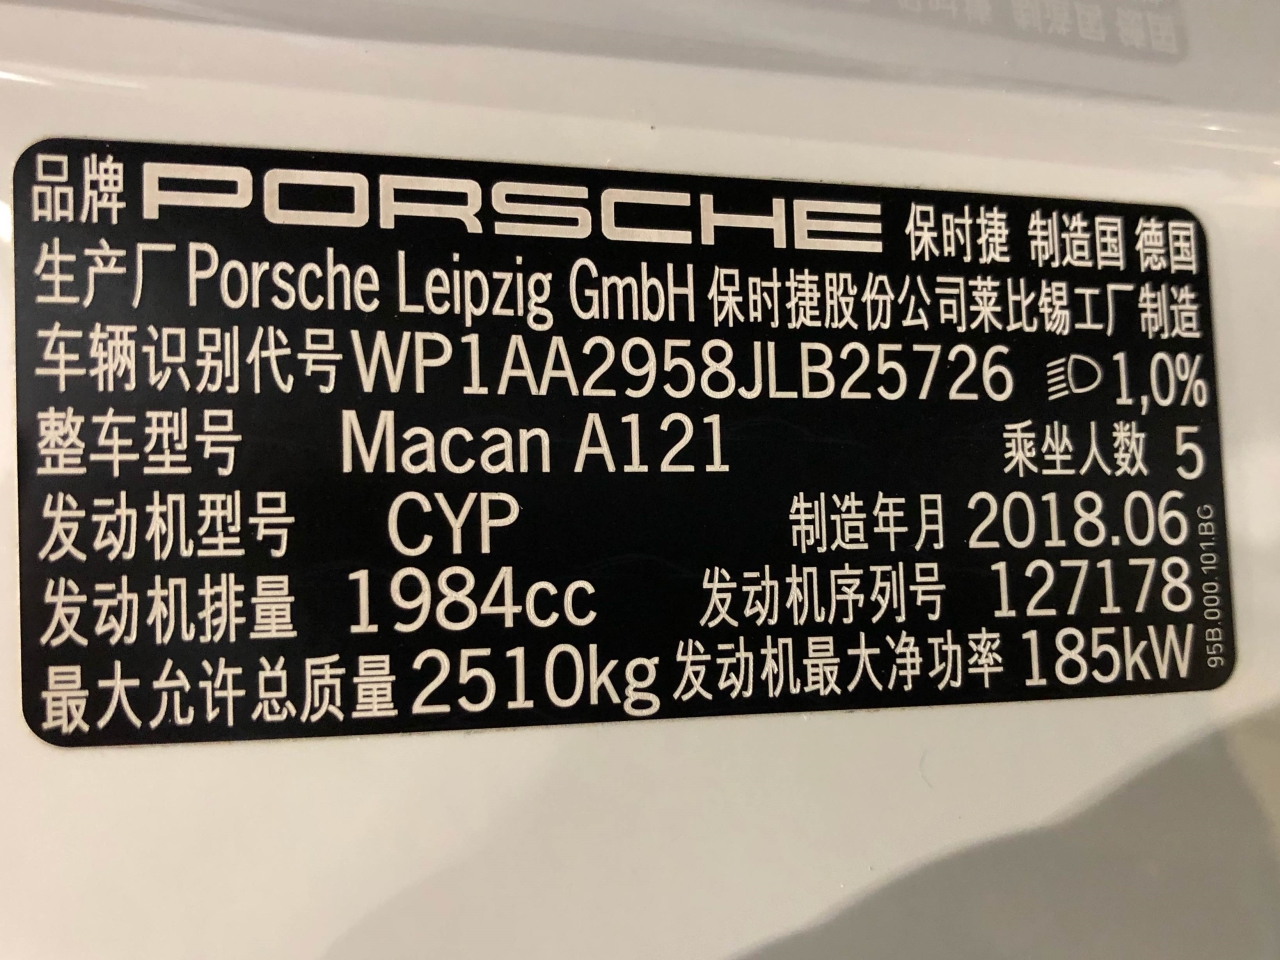 品牌 PORSCHE 保时捷 制造国 德国
生产厂 Porsche Leipzig GmbH 保时捷股份公司莱比锡工厂制造
车辆识别代号 WP1AA2958JLB25726 1,0%
整车型号 Macan A121 乘坐人数 5
发动机型号 CYP 制造年月 2018.06
发动机排量 1984cc 发动机序列号 127178
最大允许总质量 2510kg 发动机最大净功率 185kW
95B.000.101.BG